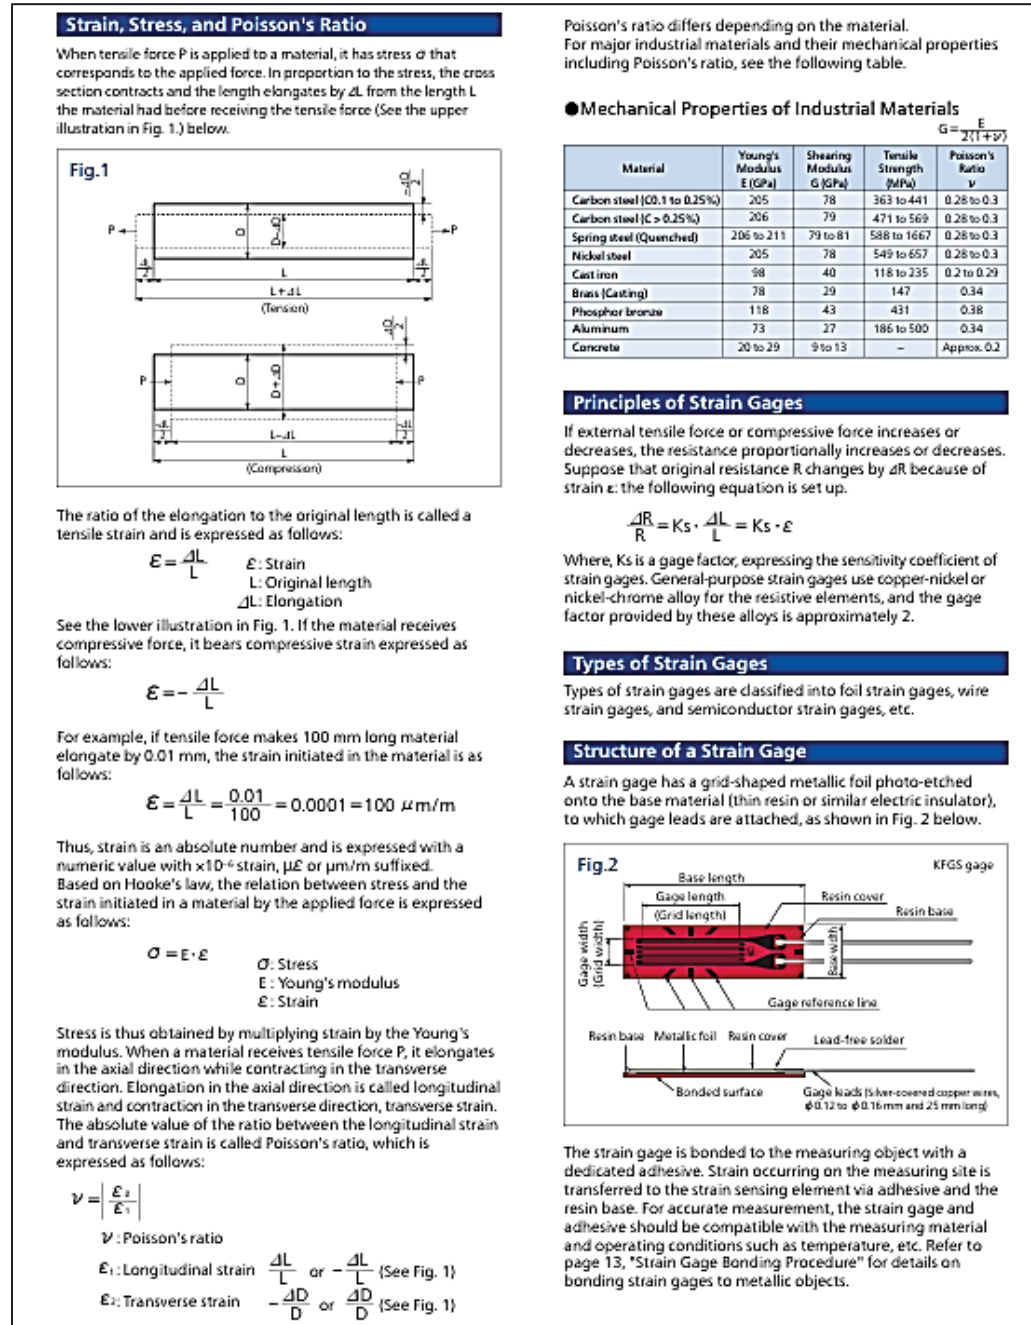 Strain, Stress, and Poisson's Ratio
When tensile force P is applied to a material, it has stress σ that
corresponds to the applied force. In proportion to the stress, the cross
section contracts and the length elongates by ⊿L from the length L
the material had before receiving the tensile force (See the upper
illustration in Fig. 1.) below.
Fig.1
-⊿D/2
P
D
D-⊿D
P
⊿L/2
L
⊿L/2
L+⊿L
(Tension)
⊿D/2
P
D
D+⊿D
P
-⊿L/2
L-⊿L
-⊿L/2
L
(Compression)
The ratio of the elongation to the original length is called a
tensile strain and is expressed as follows:
ε = ⊿L/L
ε: Strain
L: Original length
⊿L: Elongation
See the lower illustration in Fig. 1. If the material receives
compressive force, it bears compressive strain expressed as
follows:
ε = - ⊿L/L
For example, if tensile force makes 100 mm long material
elongate by 0.01 mm, the strain initiated in the material is as
follows:
ε = ⊿L/L = 0.01/100 = 0.0001 = 100 μm/m
Thus, strain is an absolute number and is expressed with a
numeric value with x10⁻⁶ strain, με or μm/m suffixed.
Based on Hooke's law, the relation between stress and the
strain initiated in a material by the applied force is expressed
as follows:
σ = E·ε
σ: Stress
E : Young's modulus
ε: Strain
Stress is thus obtained by multiplying strain by the Young's
modulus. When a material receives tensile force P, it elongates
in the axial direction while contracting in the transverse
direction. Elongation in the axial direction is called longitudinal
strain and contraction in the transverse direction, transverse strain.
The absolute value of the ratio between the longitudinal strain
and transverse strain is called Poisson's ratio, which is
expressed as follows:
ν = |ε₂/ε₁|
ν : Poisson's ratio
ε₁: Longitudinal strain ⊿L/L or - ⊿L/L (See Fig. 1)
ε₂: Transverse strain - ⊿D/D or ⊿D/D (See Fig. 1)
Poisson's ratio differs depending on the material.
For major industrial materials and their mechanical properties
including Poisson's ratio, see the following table.
●Mechanical Properties of Industrial Materials
G= E/2(1+ν)
Material Young's Modulus E (GPa) Shearing Modulus G (GPa) Tensile Strength (MPa) Poisson's Ratio ν
Carbon steel (C0.1 to 0.25%) 205 78 363 to 441 0.28 to 0.3
Carbon steel (C > 0.25%) 206 79 471 to 569 0.28 to 0.3
Spring steel (Quenched) 206 to 211 79 to 81 588 to 1667 0.28 to 0.3
Nickel steel 205 78 549 to 657 0.28 to 0.3
Cast iron 98 40 118 to 235 0.2 to 0.29
Brass (Casting) 78 29 147 0.34
Phosphor bronze 118 43 431 0.38
Aluminum 73 27 186 to 500 0.34
Concrete 20 to 29 9 to 13 – Approx. 0.2
Principles of Strain Gages
If external tensile force or compressive force increases or
decreases, the resistance proportionally increases or decreases.
Suppose that original resistance R changes by ⊿R because of
strain ε: the following equation is set up.
⊿R/R = Ks · ⊿L/L = Ks · ε
Where, Ks is a gage factor, expressing the sensitivity coefficient of
strain gages. General-purpose strain gages use copper-nickel or
nickel-chrome alloy for the resistive elements, and the gage
factor provided by these alloys is approximately 2.
Types of Strain Gages
Types of strain gages are classified into foil strain gages, wire
strain gages, and semiconductor strain gages, etc.
Structure of a Strain Gage
A strain gage has a grid-shaped metallic foil photo-etched
onto the base material (thin resin or similar electric insulator),
to which gage leads are attached, as shown in Fig. 2 below.
Fig.2
KFGS gage
Base length
Gage length
(Grid length)
Resin cover
Resin base
Gage width
(Grid width)
Base width
Gage reference line
Resin base
Metallic foil
Resin cover
Lead-free solder
Bonded surface
Gage leads (Silver-covered copper wires,
ϕ0.12 to ϕ0.16 mm and 25 mm long)
The strain gage is bonded to the measuring object with a
dedicated adhesive. Strain occurring on the measuring site is
transferred to the strain sensing element via adhesive and the
resin base. For accurate measurement, the strain gage and
adhesive should be compatible with the measuring material
and operating conditions such as temperature, etc. Refer to
page 13, "Strain Gage Bonding Procedure" for details on
bonding strain gages to metallic objects.